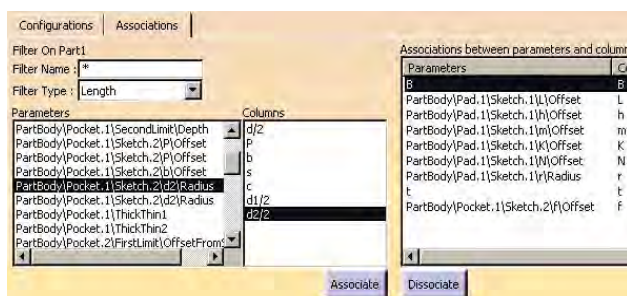 Configurations Associations
Filter On Part1
Filter Name : *
Filter Type : Length
Parameters
PartBody\Pocket.1\SecondLimit\Depth
PartBody\Pocket.1\Sketch.2\P\Offset
PartBody\Pocket.1\Sketch.2\P\Offset
PartBody\Pocket.1\Sketch.2\b\Offset
PartBody\Pocket.1\Sketch.2\d2\Radius
PartBody\Pocket.1\Sketch.2\d2\Radius
PartBody\Pocket.1\ThickThin1
PartBody\Pocket.1\ThickThin2
PartBody\Pocket.2\FirstLimit\OffsetFromS
Columns
d/2
P
b
s
c
d1/2
d2/2
Associate
Associations between parameters and column
Parameters C
B B
PartBody\Pad.1\Sketch.1\L\Offset L
PartBody\Pad.1\Sketch.1\h\Offset h
PartBody\Pad.1\Sketch.1\m\Offset m
PartBody\Pad.1\Sketch.1\K\Offset K
PartBody\Pad.1\Sketch.1\N\Offset N
PartBody\Pad.1\Sketch.1\r\Radius r
t t
PartBody\Pocket.1\Sketch.2\f\Offset f
Dissociate